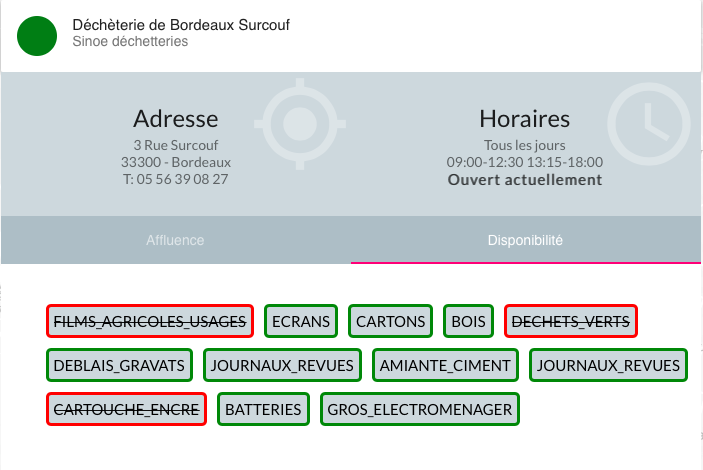 Déchèterie de Bordeaux Surcouf
Sinoe déchetteries
Adresse
3 Rue Surcouf
33300 - Bordeaux
T: 05 56 39 08 27
Horaires
Tous les jours
09:00-12:30 13:15-18:00
Ouvert actuellement
Affluence
Disponibilité
FILMS_AGRICOLES_USAGES ECRANS CARTONS BOIS DECHETS_VERTS
DEBLAIS_GRAVATS JOURNAUX_REVUES AMIANTE_CIMENT JOURNAUX_REVUES
CARTOUCHE_ENCRE BATTERIES GROS_ELECTROMENAGER